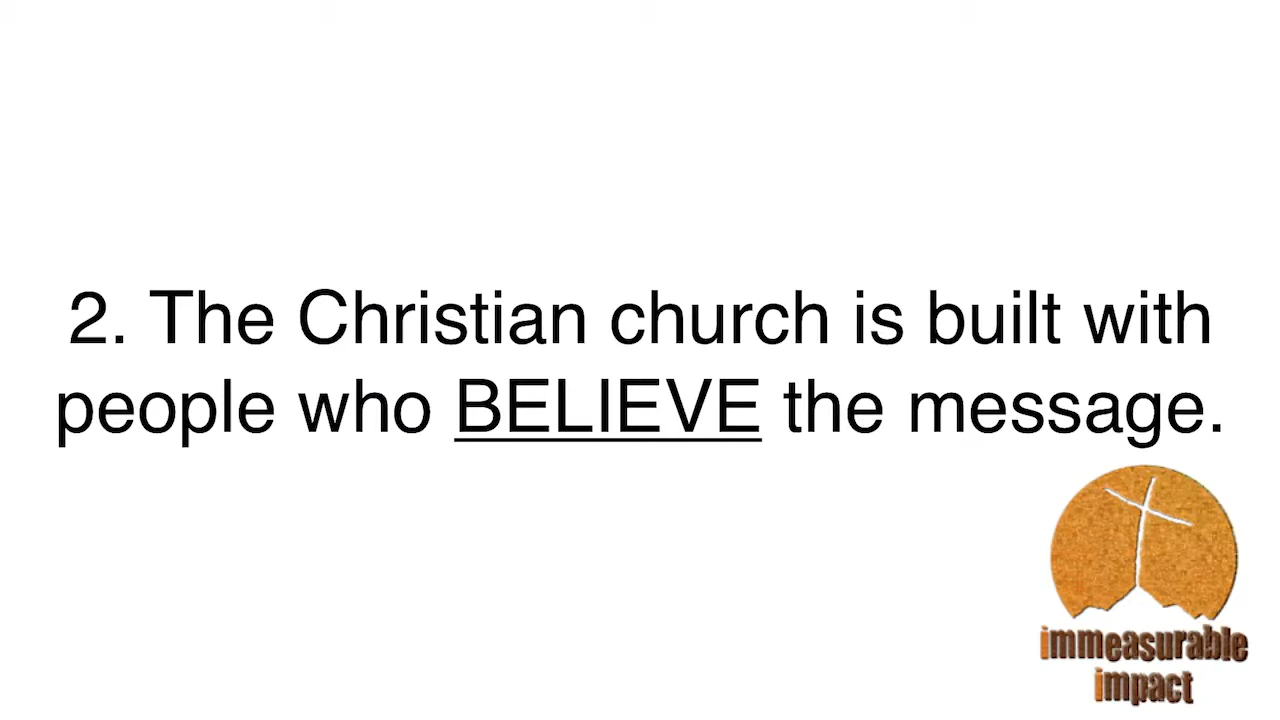 2. The Christian church is built with
people who BELIEVE the message.
immeasurable
impact